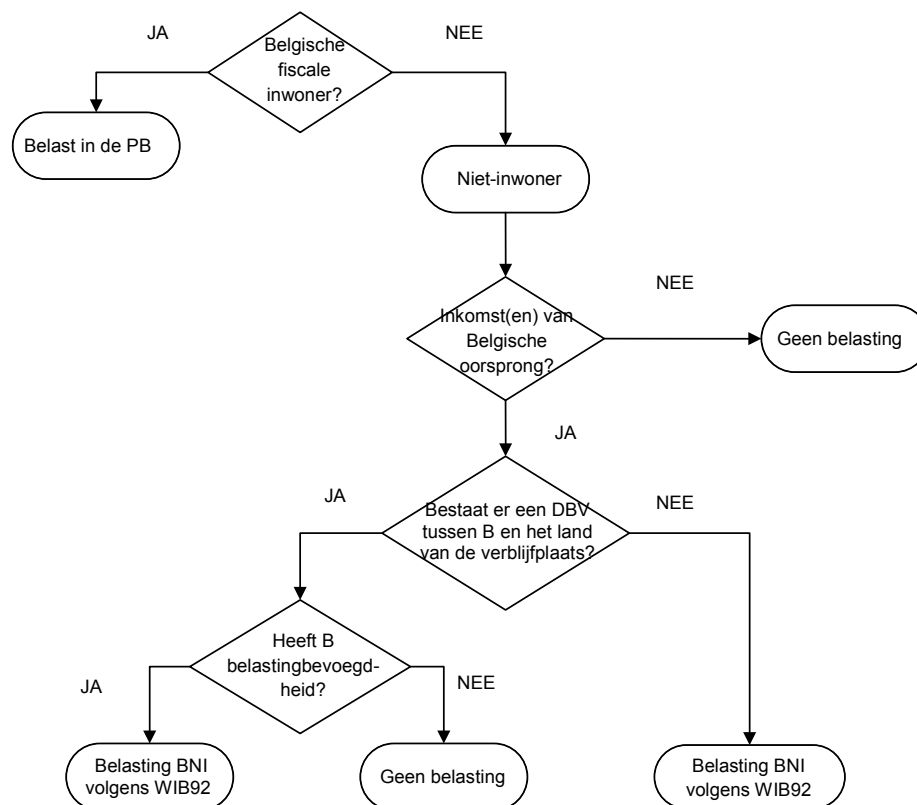 JA
NEE
Belgische
fiscale
inwoner?
Belast in de PB
Niet-inwoner
NEE
Inkomst(en) van
Belgische
oorsprong?
Geen belasting
JA
JA
NEE
Bestaat er een DBV
tussen B en het land
van de verblijfplaats?
Heeft B
belastingbevoegd-
heid?
JA
NEE
Belasting BNI
volgens WIB92
Geen belasting
Belasting BNI
volgens WIB92